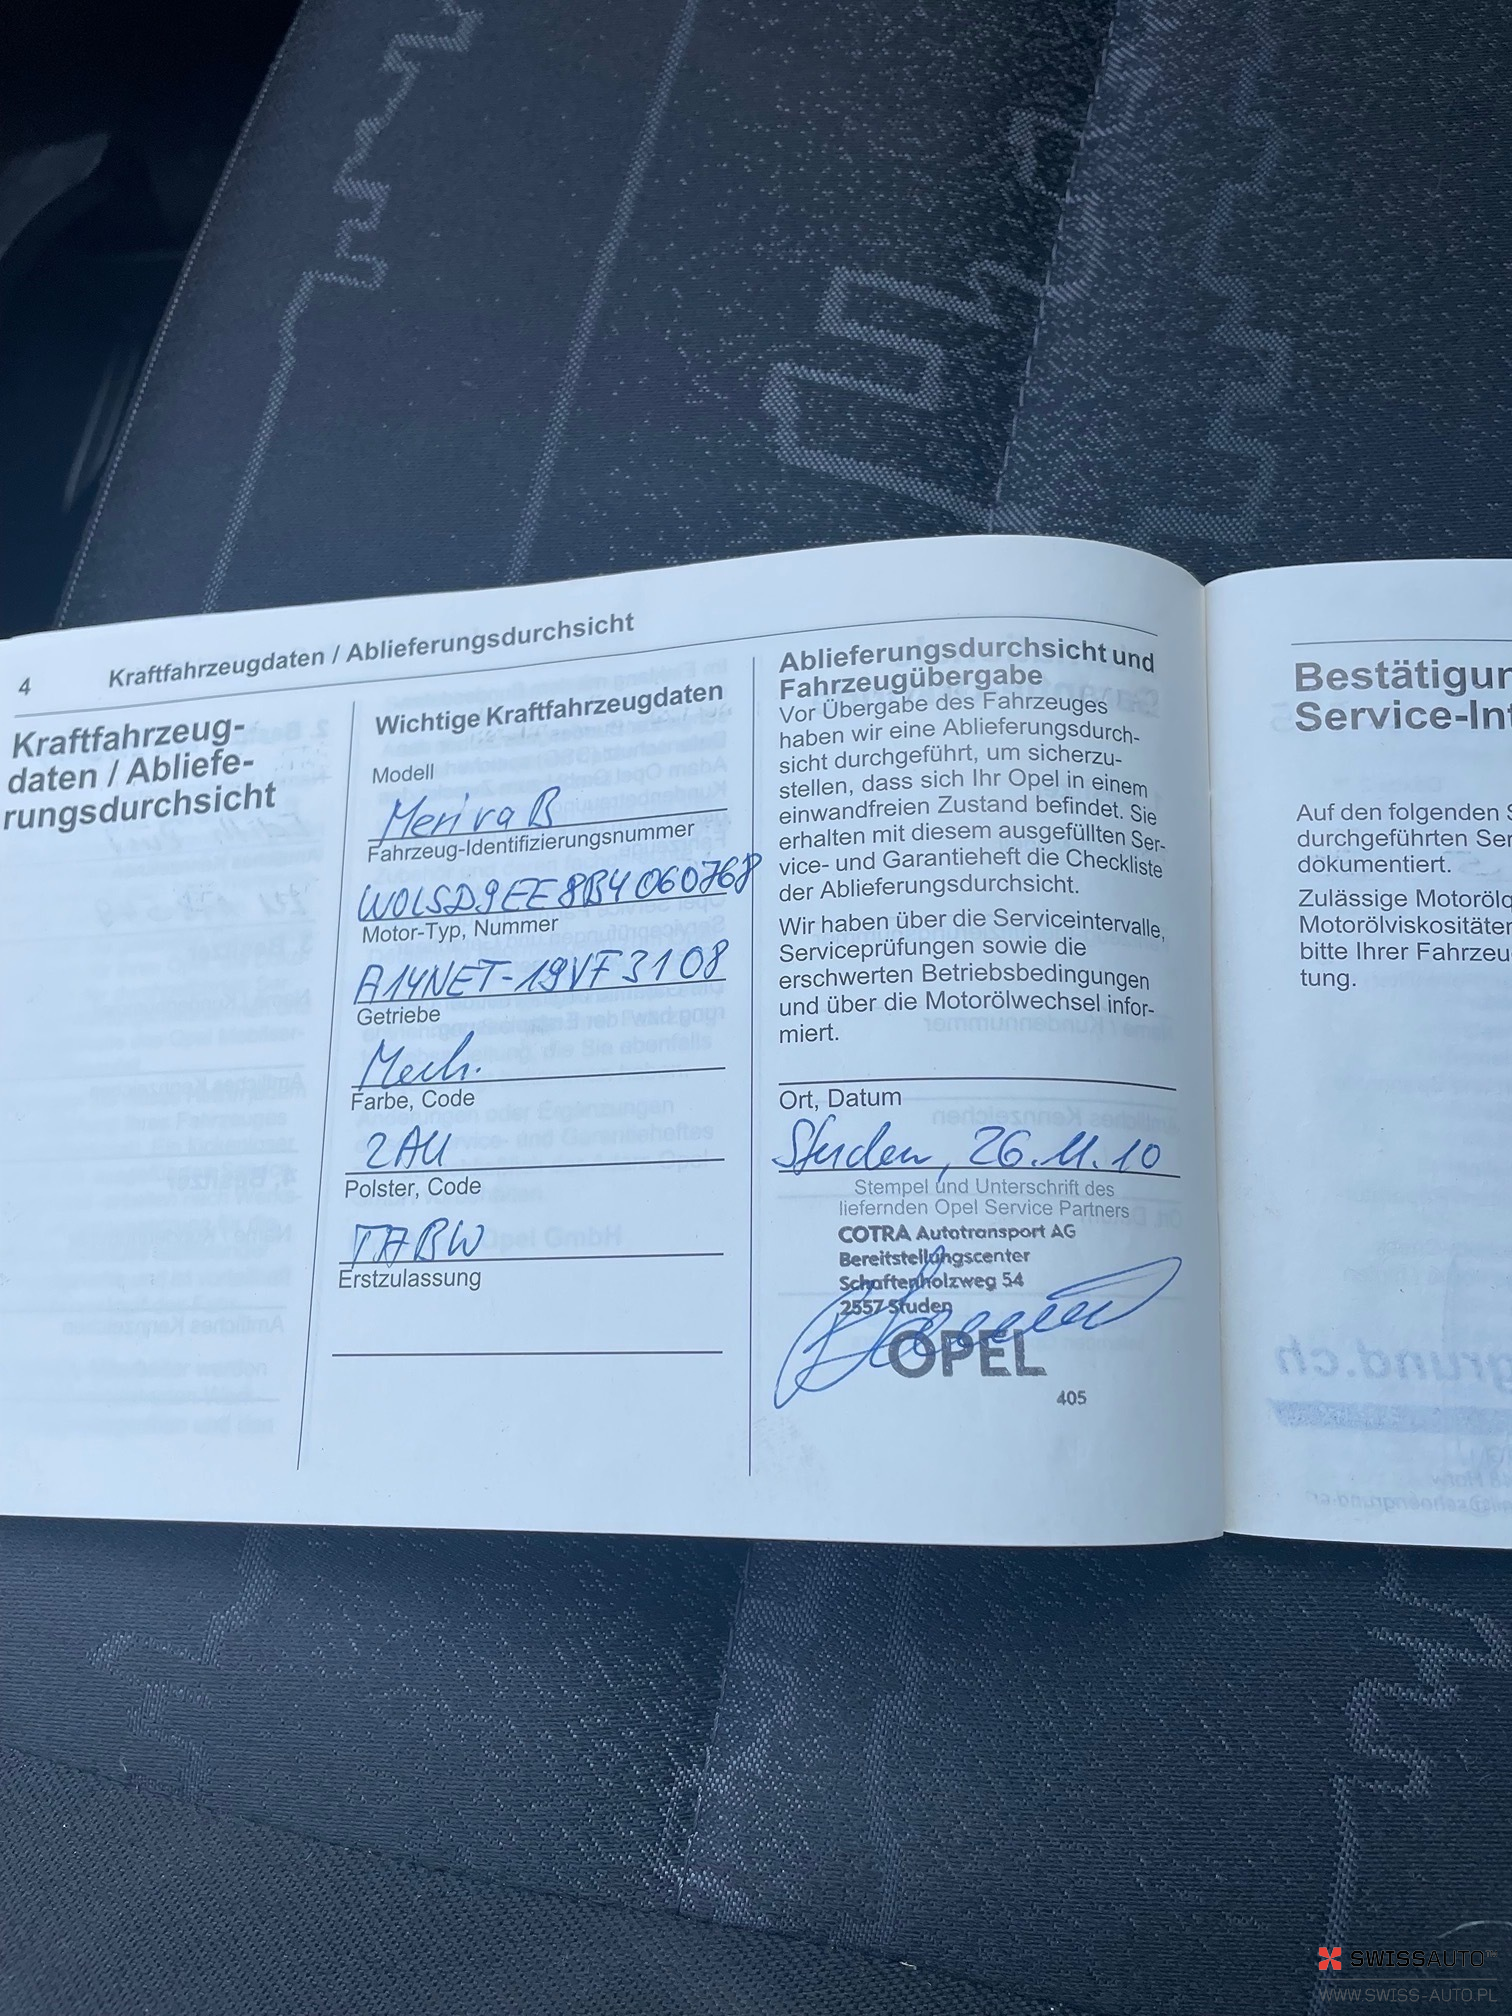 4
Kraftfahrzeugdaten / Ablieferungsdurchsicht
Kraftfahrzeug-
daten / Abliefe-
rungsdurchsicht
Wichtige Kraftfahrzeugdaten
Modell
Meriva B
Fahrzeug-Identifizierungsnummer
W0LSD9EE8B4060768
Motor-Typ, Nummer
A14NET-19VF3108
Getriebe
Mech.
Farbe, Code
2AU
Polster, Code
TABW
Erstzulassung
Ablieferungsdurchsicht und
Fahrzeugübergabe
Vor Übergabe des Fahrzeuges
haben wir eine Ablieferungsdurch-
sicht durchgeführt, um sicherzu-
stellen, dass sich Ihr Opel in einem
einwandfreien Zustand befindet. Sie
erhalten mit diesem ausgefüllten Ser-
vice- und Garantieheft die Checkliste
der Ablieferungsdurchsicht.
Wir haben über die Serviceintervalle,
Serviceprüfungen sowie die
erschwerten Betriebsbedingungen
und über die Motorölwechsel infor-
miert.
Ort, Datum
Studen, 26.11.10
Stempel und Unterschrift des
liefernden Opel Service Partners
COTRA Autotransport AG
Bereitstellungscenter
Schaftenholzweg 54
2557 Studen
OPEL
405
Bestätigun
Service-Int
Auf den folgenden S
durchgeführten Ser
dokumentiert.
Zulässige Motorölq
Motorölviskositäten
bitte Ihrer Fahrzeu
tung.
SWISSAUTO
WWW.SWISS-AUTO.PL